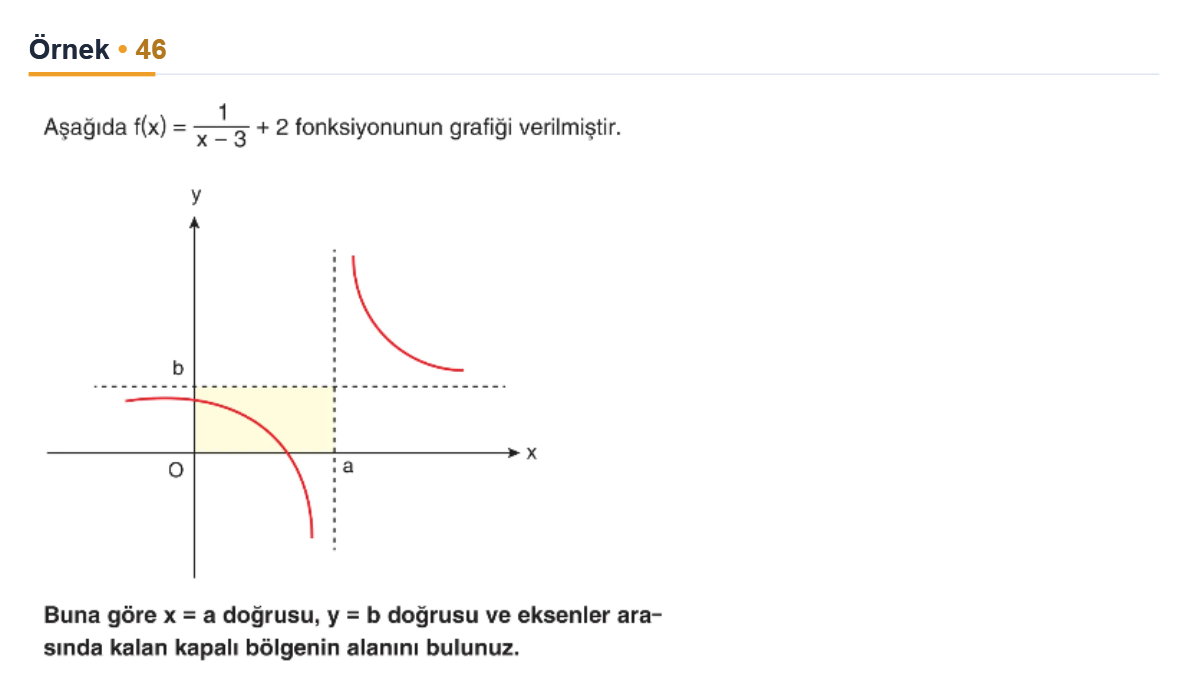 Örnek • 46
Aşağıda f(x) = 1/(x − 3) + 2 fonksiyonunun grafiği verilmiştir.
y
b
O
a
x
Buna göre x = a doğrusu, y = b doğrusu ve eksenler ara-
sında kalan kapalı bölgenin alanını bulunuz.